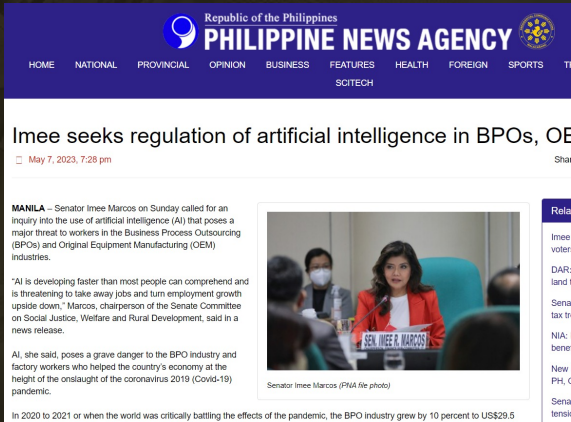 Republic of the Philippines
PHILIPPINE NEWS AGENCY
HOME NATIONAL PROVINCIAL OPINION BUSINESS FEATURES HEALTH FOREIGN SPORTS
SCITECH
Imee seeks regulation of artificial intelligence in BPOs,
May 7, 2023, 7:28 pm
MANILA – Senator Imee Marcos on Sunday called for an
inquiry into the use of artificial intelligence (AI) that poses a
major threat to workers in the Business Process Outsourcing
(BPOs) and Original Equipment Manufacturing (OEM)
industries.
“AI is developing faster than most people can comprehend and
is threatening to take away jobs and turn employment growth
upside down,” Marcos, chairperson of the Senate Committee
on Social Justice, Welfare and Rural Development, said in a
news release.
AI, she said, poses a grave danger to the BPO industry and
factory workers who helped the country's economy at the
height of the onslaught of the coronavirus 2019 (Covid-19)
pandemic.
SEN. IMEE R. MARCOS
Senator Imee Marcos (PNA file photo)
In 2020 to 2021 or when the world was critically battling the effects of the pandemic, the BPO industry grew by 10 percent to US$29.5
Imee
DAR:
land
tax
NIA:
New
PH,